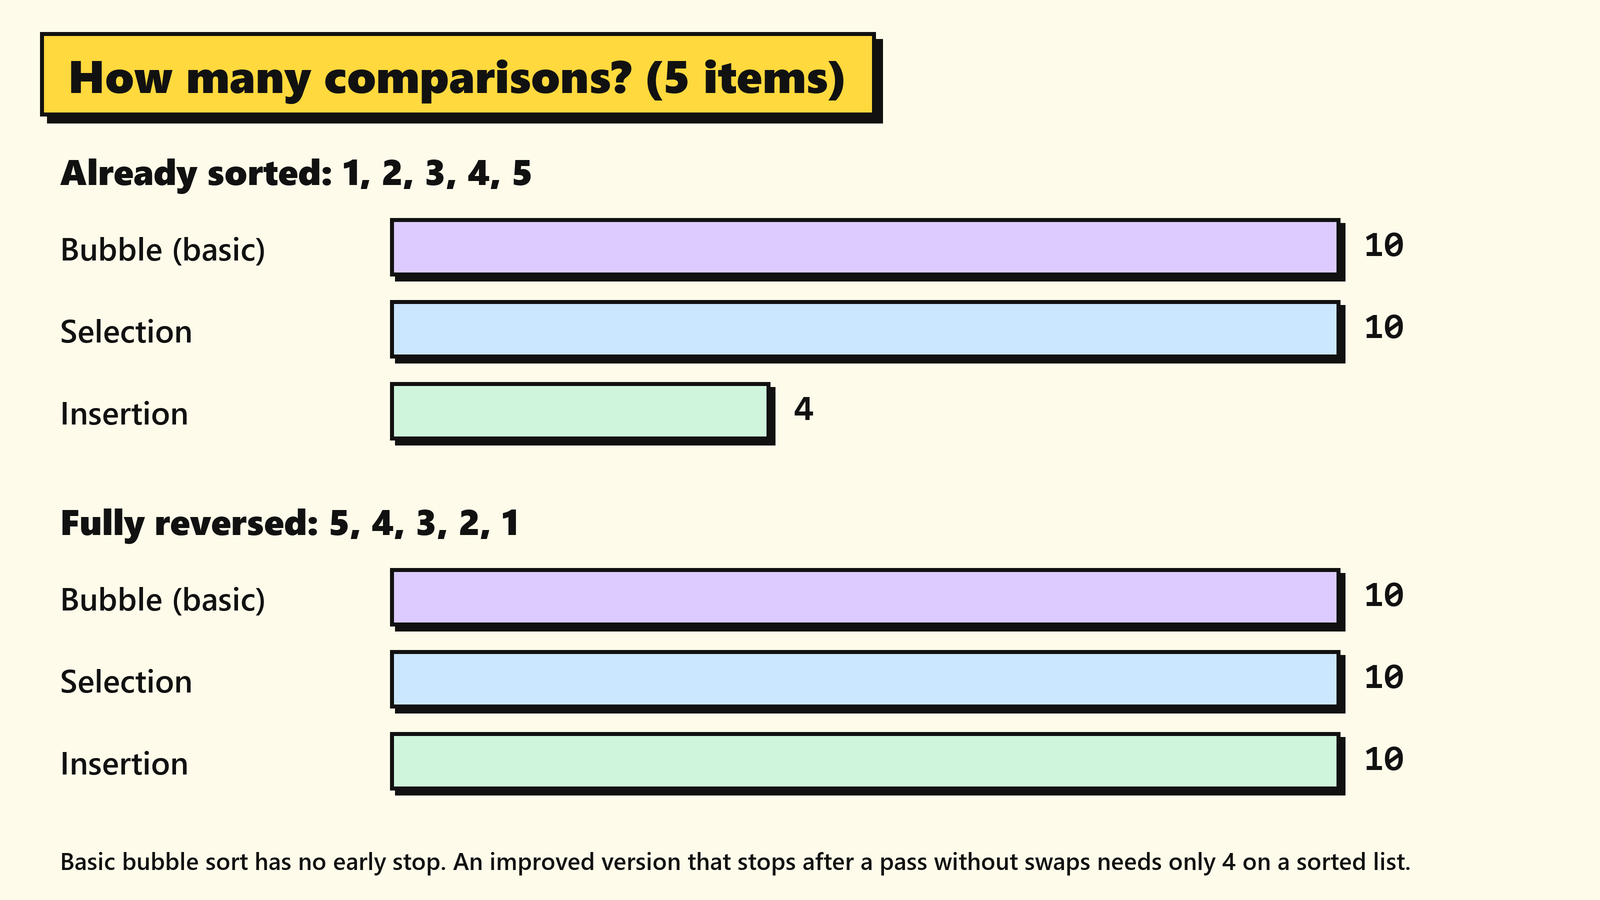 How many comparisons? (5 items)
Already sorted: 1, 2, 3, 4, 5
Bubble (basic) 10
Selection 10
Insertion 4
Fully reversed: 5, 4, 3, 2, 1
Bubble (basic) 10
Selection 10
Insertion 10
Basic bubble sort has no early stop. An improved version that stops after a pass without swaps needs only 4 on a sorted list.